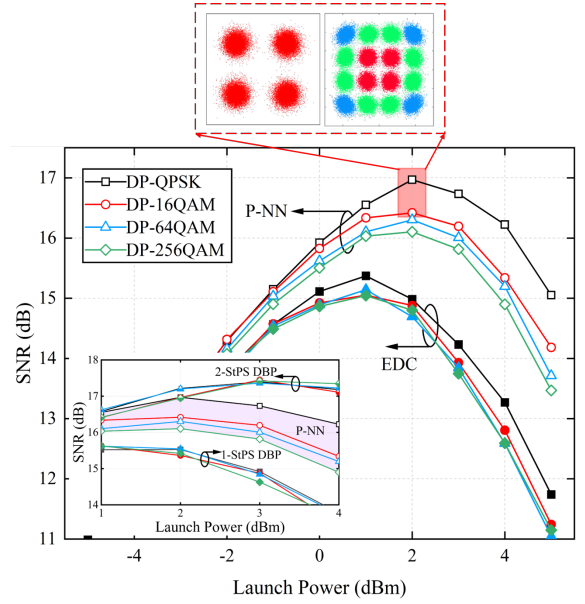 17
16
15
14
13
12
11
SNR (dB)
DP-QPSK
DP-16QAM
DP-64QAM
DP-256QAM
P-NN
EDC
18
17
16
15
14
SNR (dB)
2-StPS DBP
P-NN
1-StPS DBP
1 2 3 4
Launch Power (dBm)
-4 -2 0 2 4
Launch Power (dBm)